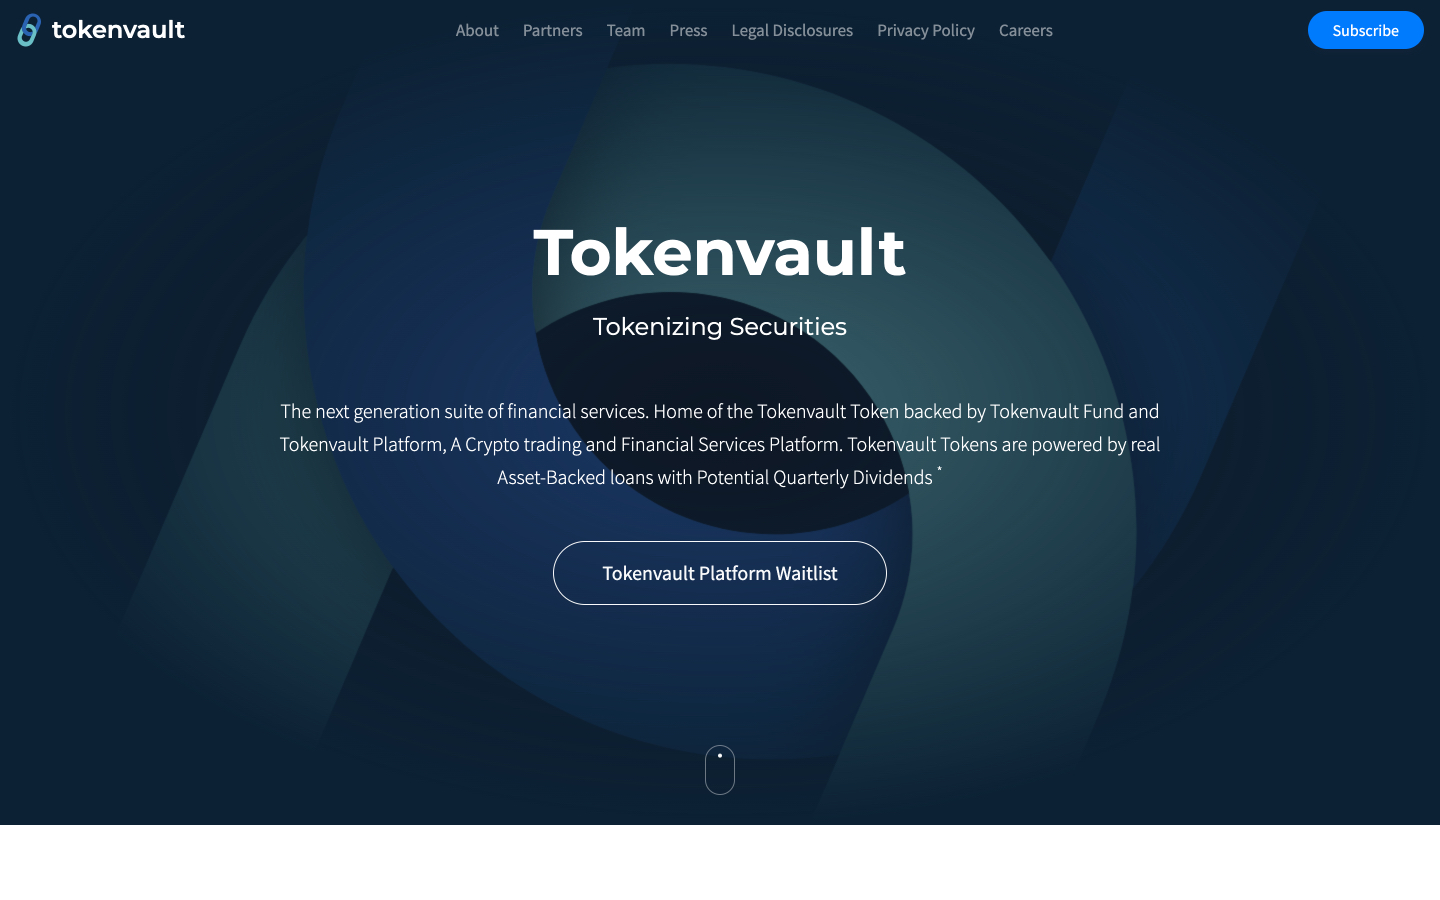 tokenvault
About Partners Team Press Legal Disclosures Privacy Policy Careers
Subscribe
Tokenvault
Tokenizing Securities
The next generation suite of financial services. Home of the Tokenvault Token backed by Tokenvault Fund and
Tokenvault Platform, A Crypto trading and Financial Services Platform. Tokenvault Tokens are powered by real
Asset-Backed loans with Potential Quarterly Dividends *
Tokenvault Platform Waitlist